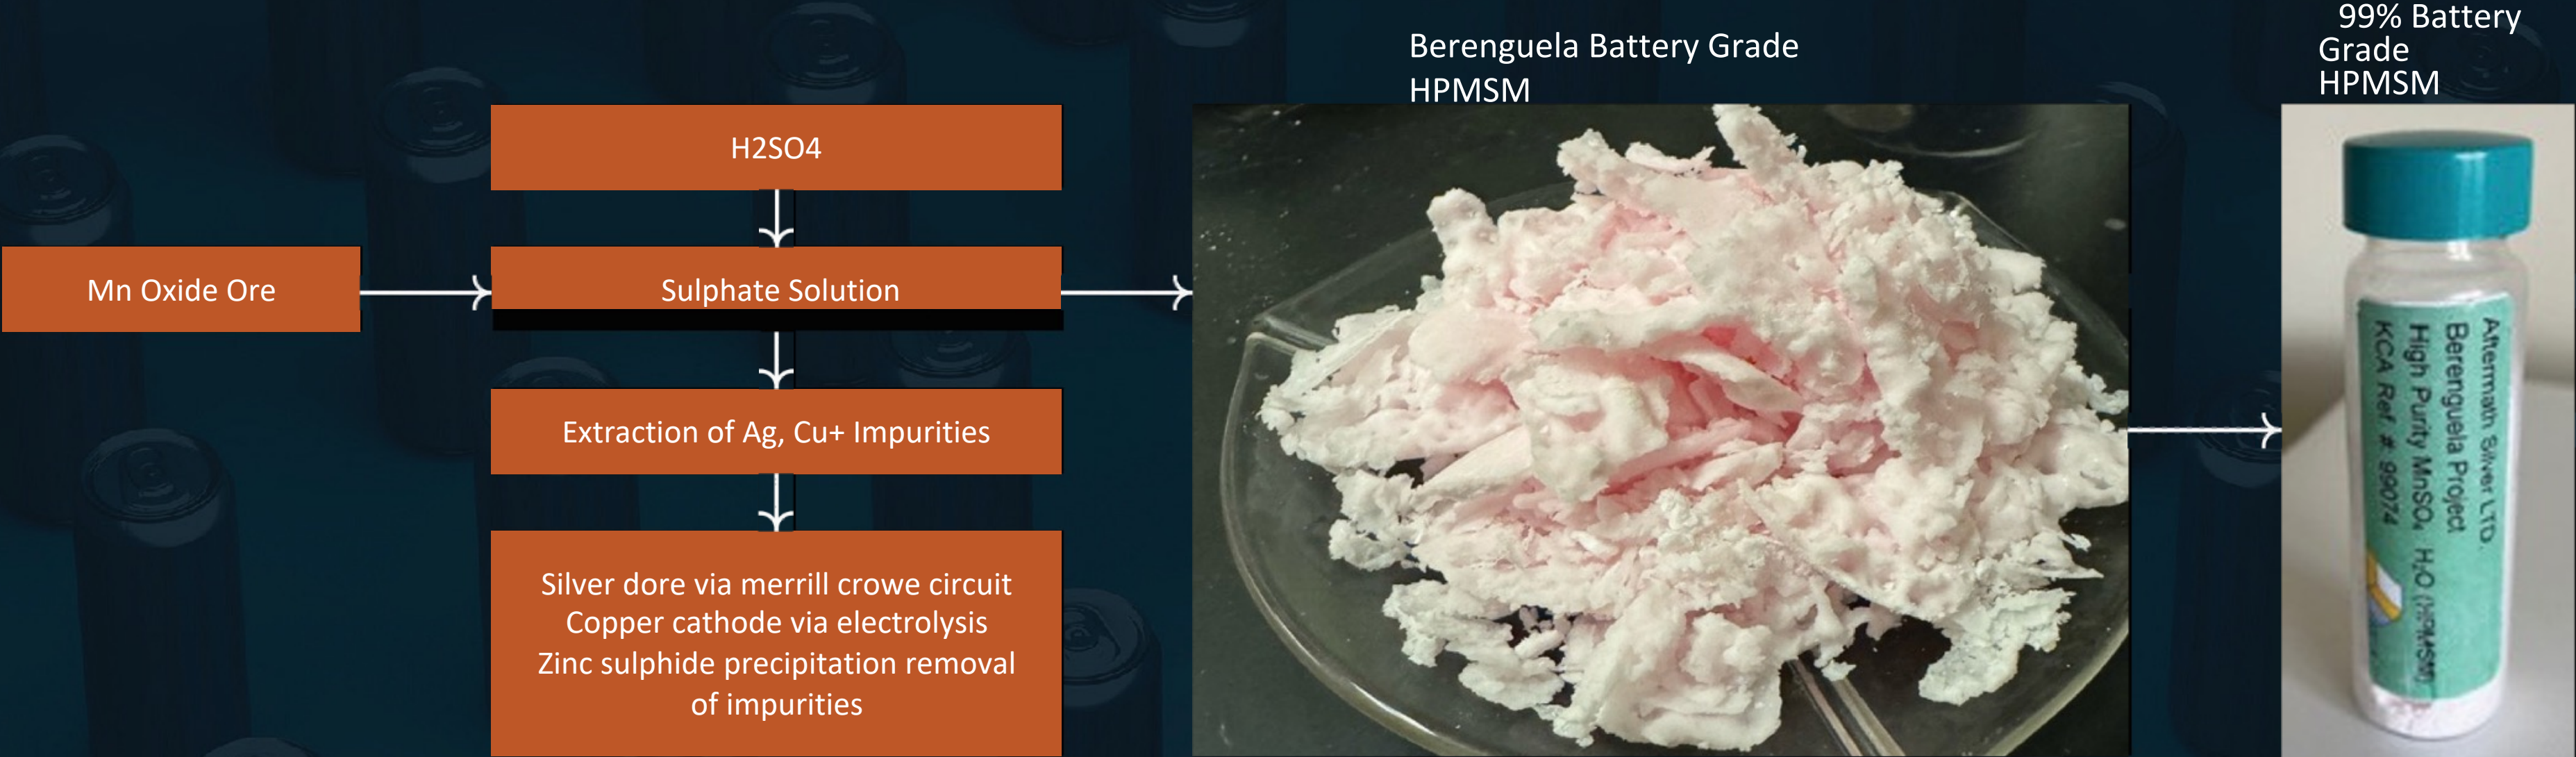 Berenguela Battery Grade
HPMSM
99% Battery
Grade
HPMSM
H2SO4
Mn Oxide Ore
Sulphate Solution
Extraction of Ag, Cu+ Impurities
Silver dore via merrill crowe circuit
Copper cathode via electrolysis
Zinc sulphide precipitation removal
of impurities
Aftermath Silver LTD.
Berenguela Project
High Purity MnSO₄ H₂O (HPMSM)
KCA Ref. # 99074